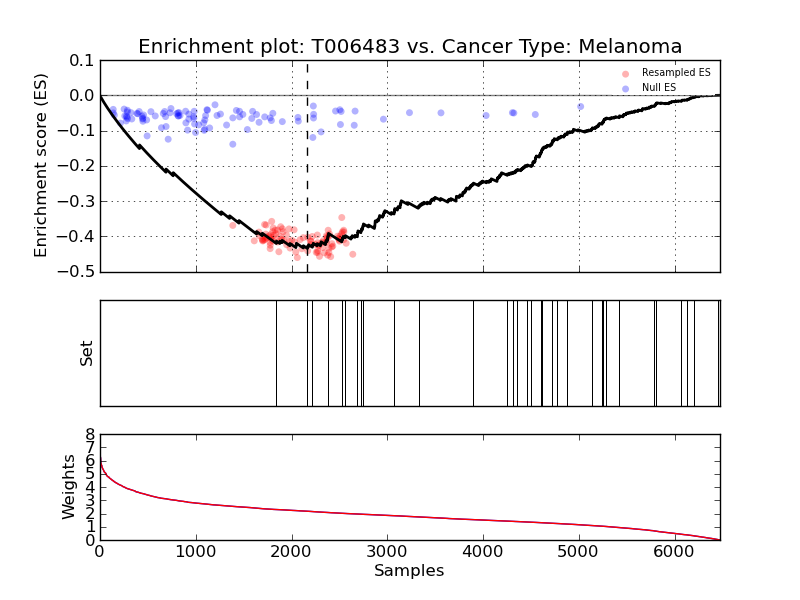 Enrichment plot: T006483 vs. Cancer Type: Melanoma
Enrichment score (ES)
0.1
0.0
−0.1
−0.2
−0.3
−0.4
−0.5
Resampled ES
Null ES
Set
Weights
8
7
6
5
4
3
2
1
0
0 1000 2000 3000 4000 5000 6000
Samples